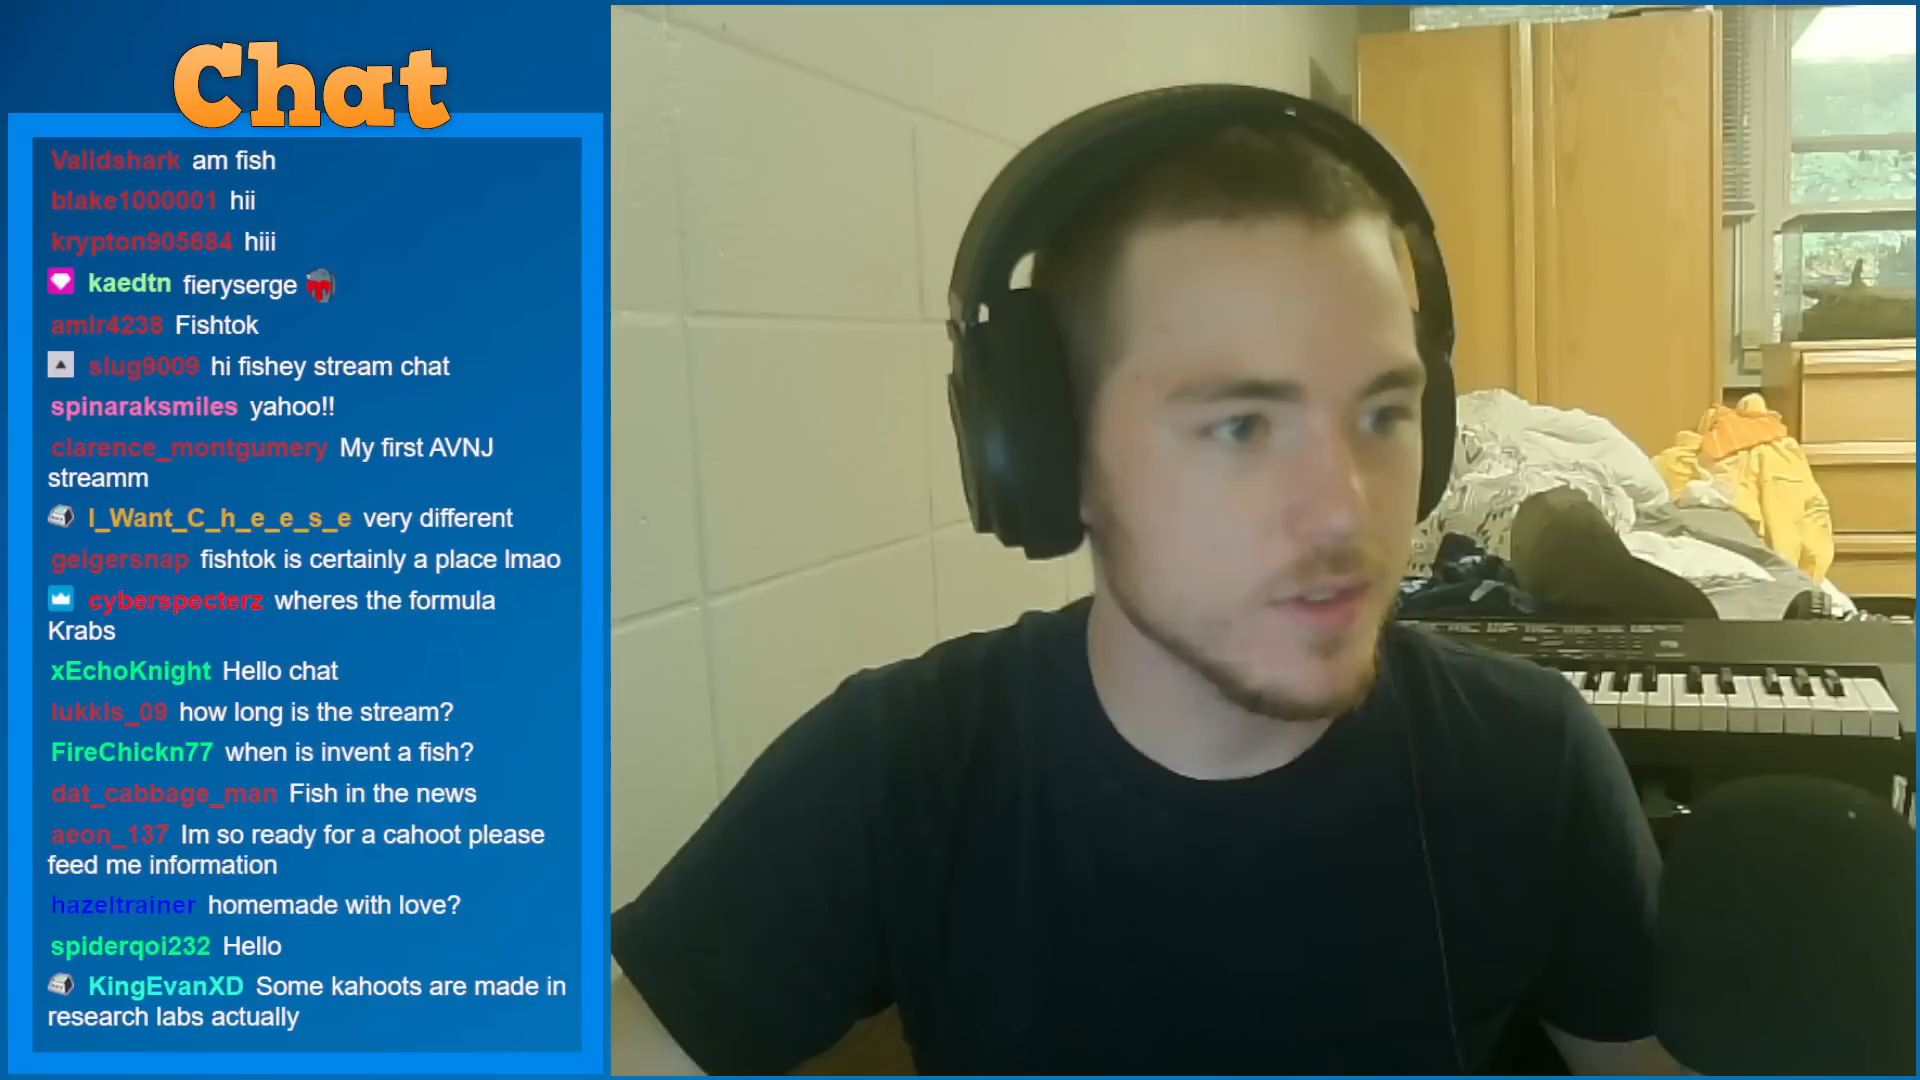 Chat
Validshark am fish
blake1000001 hii
krypton905684 hiii
kaedtn fieryserge
amir4238 Fishtok
slug9009 hi fishey stream chat
spinaraksmiles yahoo!!
clarence_montgumery My first AVNJ
streamm
I_Want_C_h_e_e_s_e very different
geigersnap fishtok is certainly a place lmao
cyberspecterz wheres the formula
Krabs
xEchoKnight Hello chat
lukkis_09 how long is the stream?
FireChickn77 when is invent a fish?
dat_cabbage_man Fish in the news
aeon_137 Im so ready for a cahoot please
feed me information
hazeltrainer homemade with love?
spiderqoi232 Hello
KingEvanXD Some kahoots are made in
research labs actually